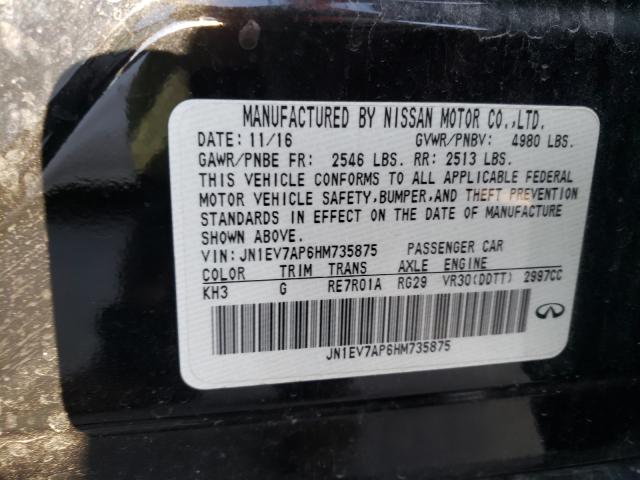 MANUFACTURED BY NISSAN MOTOR CO.,LTD.
DATE: 11/16 GVWR/PNBV: 4980 LBS.
GAWR/PNBE FR: 2546 LBS. RR: 2513 LBS.
THIS VEHICLE CONFORMS TO ALL APPLICABLE FEDERAL
MOTOR VEHICLE SAFETY,BUMPER,AND THEFT PREVENTION
STANDARDS IN EFFECT ON THE DATE OF MANUFACTURE
SHOWN ABOVE.
VIN: JN1EV7AP6HM735875 PASSENGER CAR
COLOR TRIM TRANS AXLE ENGINE
KH3 G RE7R01A RG29 VR30(DDTT) 2997CC
JN1EV7AP6HM735875